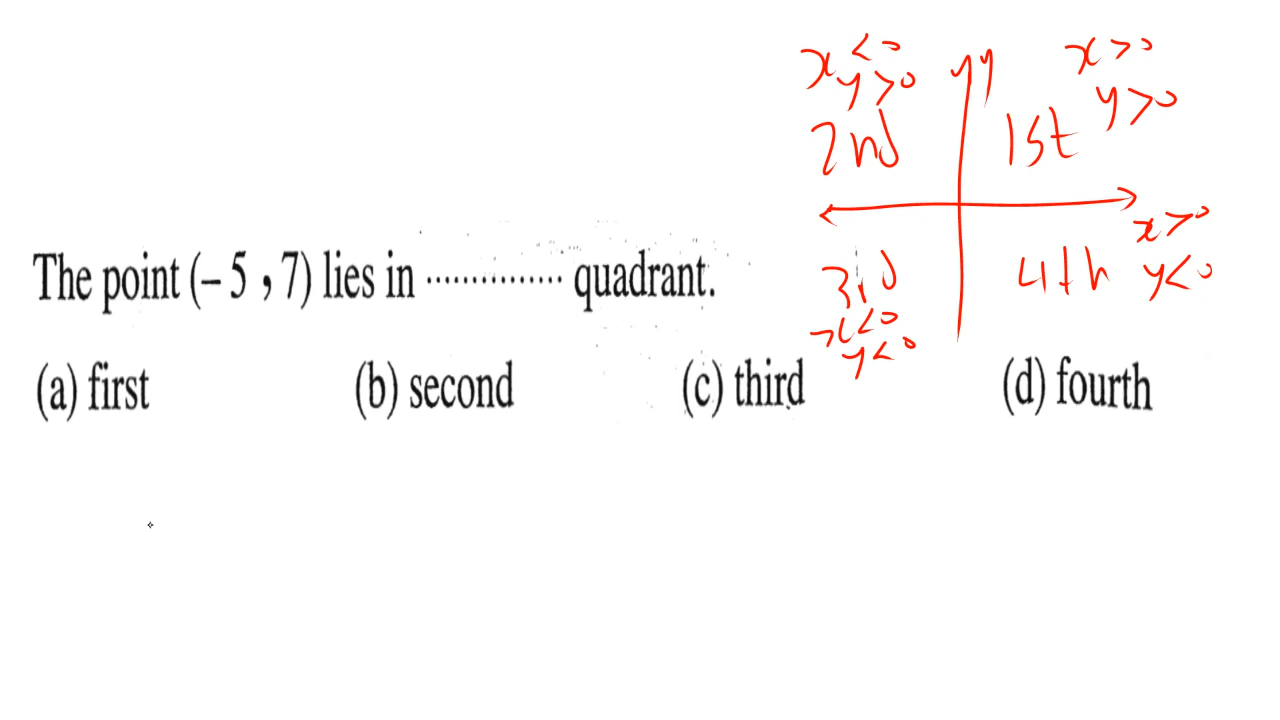 x<0
y>0
yy
x>0
y>0
2nd
1st
x>0
The point (– 5 , 7) lies in ............... quadrant.
3rd
4th
y<0
x<0
y<0
(a) first
(b) second
(c) third
(d) fourth